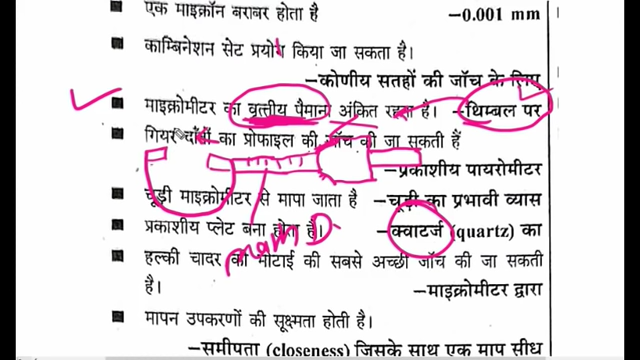 एक माइक्रॉन बराबर होता है
–0.001 mm
काम्बिनेशन सेट प्रयोग किया जा सकता है।
–कोणीय सतहों की जाँच के लिए
माइक्रोमीटर का वृत्तीय पैमाना अंकित रहता है। –थिम्बल पर
गियर दाँतों का प्रोफाइल की जाँच की जा सकती हैं
–प्रकाशीय पायरोमीटर
चूड़ी माइक्रोमीटर से मापा जाता है –चूड़ी का प्रभावी व्यास
प्रकाशीय प्लेट बना होता है। –क्वाटर्ज (quartz) का
main D
हल्की चादर की मोटाई की सबसे अच्छी जाँच की जा सकती
है। –माइक्रोमीटर द्वारा
मापन उपकरणों की सूक्ष्मता होती है।
–समीपता (closeness) जिसके साथ एक माप सीध